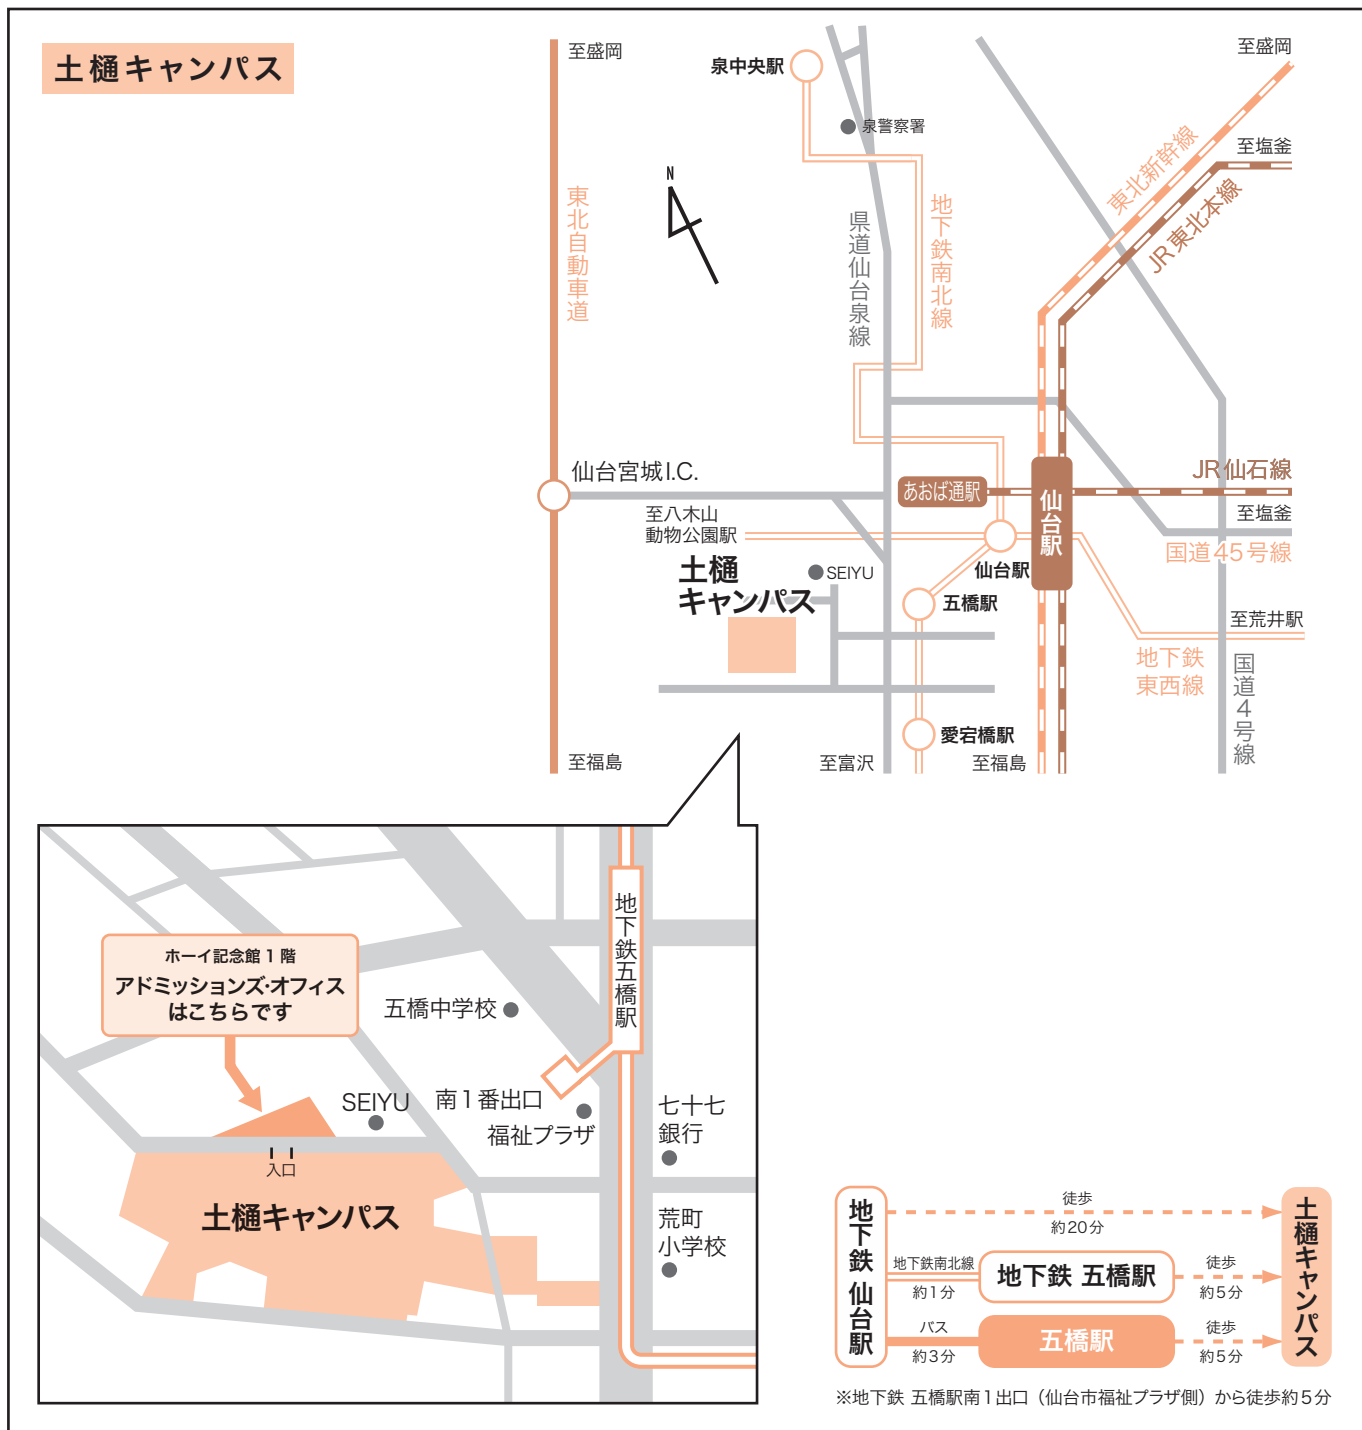 土樋キャンパス
至盛岡
泉中央駅
至盛岡
泉警察署
至塩釜
N
東北自動車道
県道仙台泉線
地下鉄南北線
東北新幹線
JR東北本線
仙台宮城I.C.
あおば通駅
仙台駅
JR仙石線
至八木山
動物公園駅
至塩釜
国道45号線
土樋
キャンパス
SEIYU
仙台駅
五橋駅
至荒井駅
地下鉄
東西線
国道4号線
愛宕橋駅
至福島
至富沢
至福島
地下鉄五橋駅
ホーイ記念館1階
アドミッションズ・オフィス
はこちらです
五橋中学校
SEIYU
南1番出口
福祉プラザ
七十七
銀行
入口
土樋キャンパス
荒町
小学校
地下鉄 仙台駅
徒歩
約20分
地下鉄南北線
約1分
地下鉄 五橋駅
徒歩
約5分
バス
約3分
五橋駅
徒歩
約5分
土樋キャンパス
※地下鉄 五橋駅南1出口（仙台市福祉プラザ側）から徒歩約5分